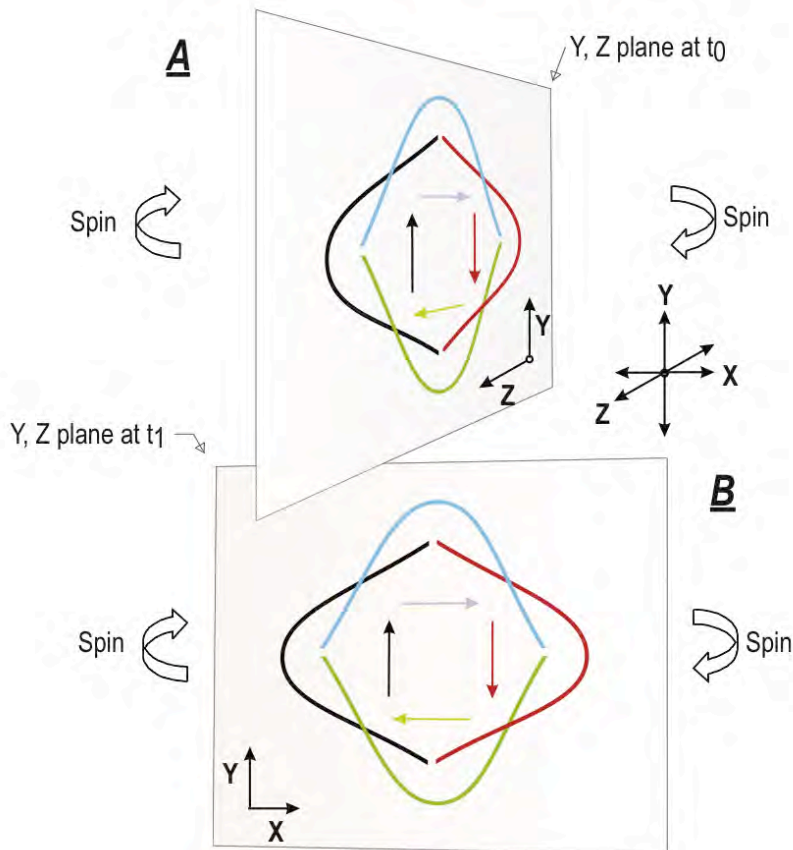 A
Y, Z plane at t0
Spin
Spin
Y
Z
Y
X
Z
Y, Z plane at t1
B
Spin
Spin
Y
X